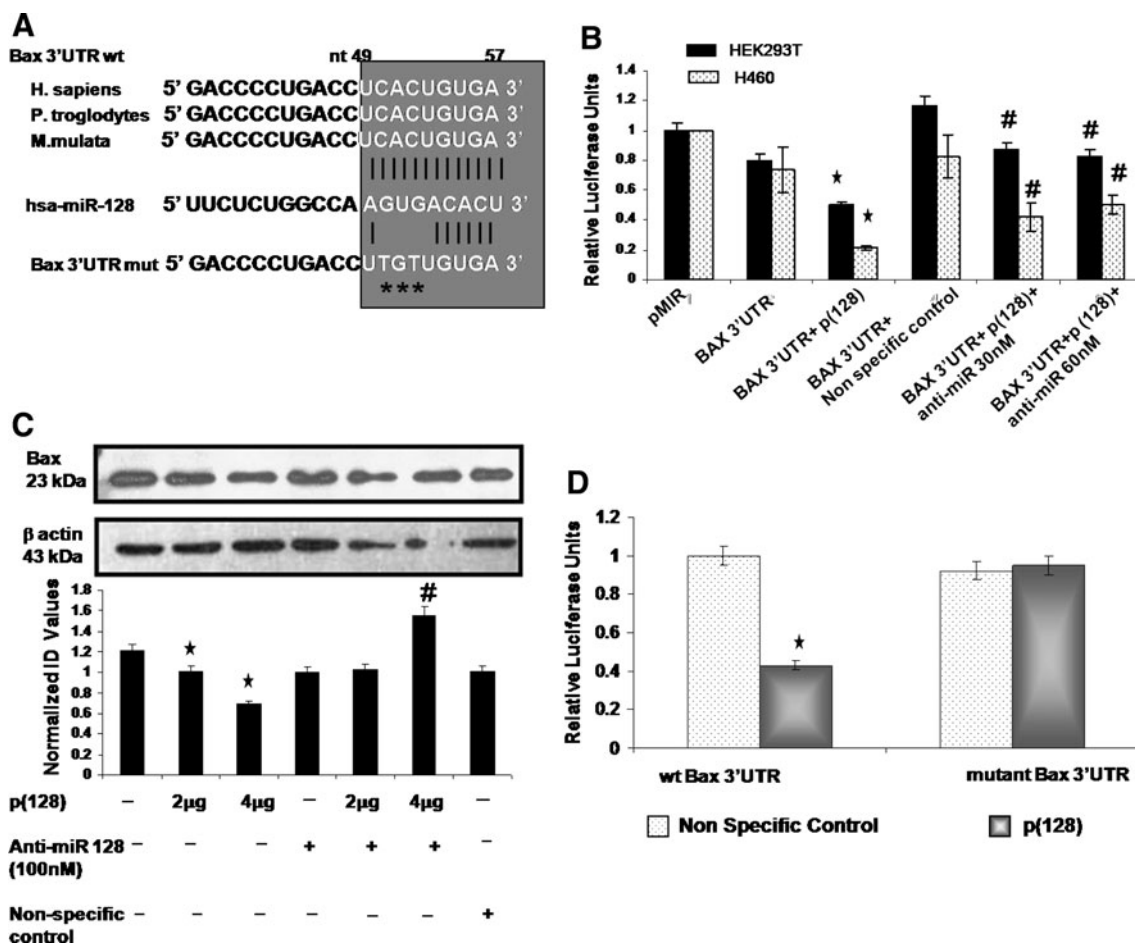 A
Bax 3'UTR wt nt 49 57
H. sapiens 5' GACCCCUGACCUCACUGUGA 3'
P. troglodytes 5' GACCCCUGACCUCACUGUGA 3'
M.mulata 5' GACCCCUGACCUCACUGUGA 3'
hsa-miR-128 5' UUCUCUGGCCA AGUGACACU 3'
Bax 3'UTR mut 5' GACCCCUGACCUTGTUGUGA 3'
***
B
HEK293T
H460
Relative Luciferase Units
1.4
1.2
1
0.8
0.6
0.4
0.2
0
★ ★ # # # #
pMIR
BAX 3'UTR
BAX 3'UTR+ p(128)
BAX 3'UTR+
Non specific control
BAX 3'UTR+ p(128)+
anti-miR 30nM
BAX 3'UTR+p (128)+
anti-miR 60nM
C
Bax
23 kDa
β actin
43 kDa
Normalized ID Values
1.8
1.6
1.4
1.2
1
0.8
0.6
0.4
0.2
0
★ ★ #
p(128) – 2µg 4µg – 2µg 4µg –
Anti-miR 128 – – – + + + –
(100nM)
Non-specific – – – – – – +
control
D
Relative Luciferase Units
1.2
1
0.8
0.6
0.4
0.2
0
★
wt Bax 3'UTR mutant Bax 3'UTR
Non Specific Control p(128)